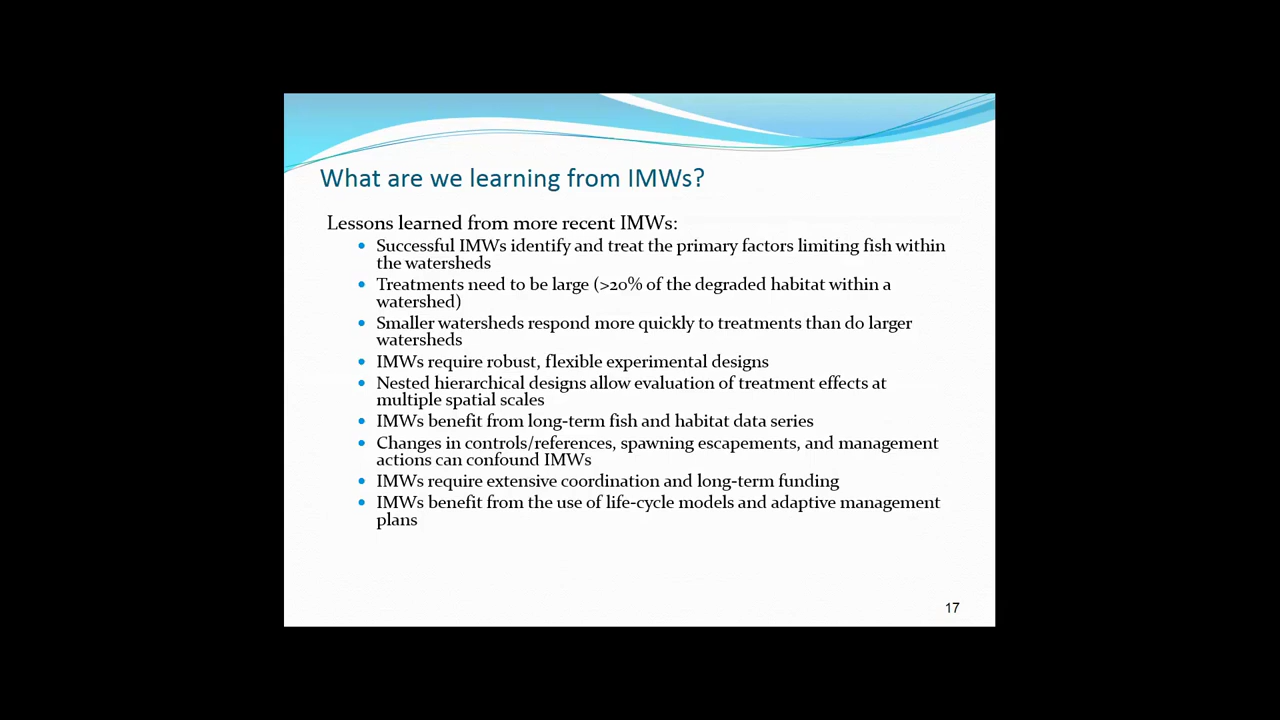 What are we learning from IMWs?
Lessons learned from more recent IMWs:
• Successful IMWs identify and treat the primary factors limiting fish within
the watersheds
• Treatments need to be large (>20% of the degraded habitat within a
watershed)
• Smaller watersheds respond more quickly to treatments than do larger
watersheds
• IMWs require robust, flexible experimental designs
• Nested hierarchical designs allow evaluation of treatment effects at
multiple spatial scales
• IMWs benefit from long-term fish and habitat data series
• Changes in controls/references, spawning escapements, and management
actions can confound IMWs
• IMWs require extensive coordination and long-term funding
• IMWs benefit from the use of life-cycle models and adaptive management
plans
17